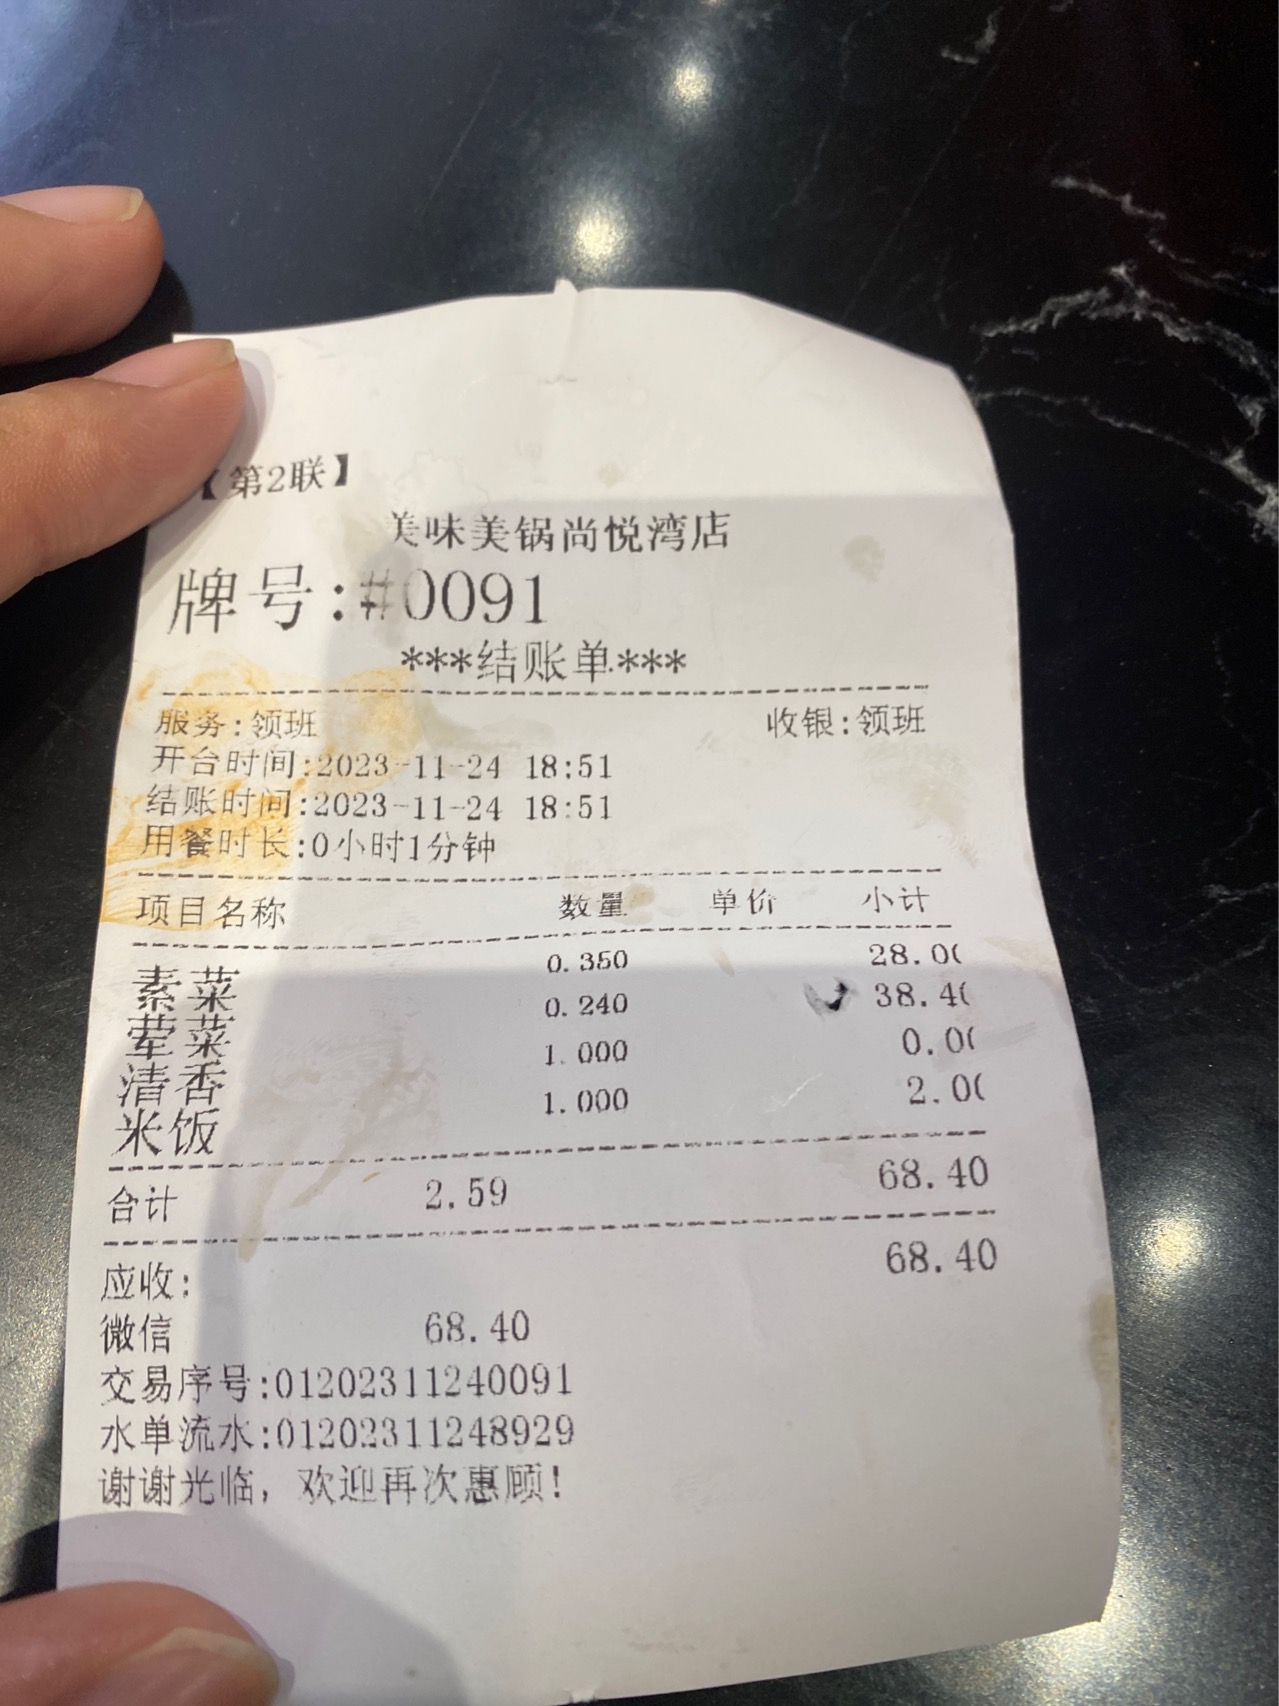 【第2联】
美味美锅尚悦湾店
牌号:#0091
***结账单***
服务:领班 收银:领班
开台时间:2023-11-24 18:51
结账时间:2023-11-24 18:51
用餐时长:0小时1分钟
项目名称 数量 单价 小计
素菜 0.350 28.00
荤菜 0.240 38.40
清香 1.000 0.00
米饭 1.000 2.00
合计 2.59 68.40
应收: 68.40
微信 68.40
交易序号:01202311240091
水单流水:01202311248929
谢谢光临，欢迎再次惠顾!